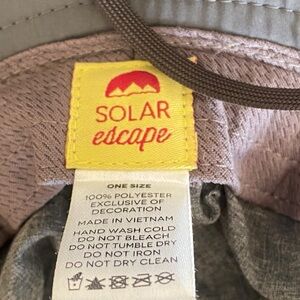 SOLAR
escape
ONE SIZE
100% POLYESTER
EXCLUSIVE OF
DECORATION
MADE IN VIETNAM
HAND WASH COLD
DO NOT BLEACH
DO NOT TUMBLE DRY
DO NOT IRON
DO NOT DRY CLEAN